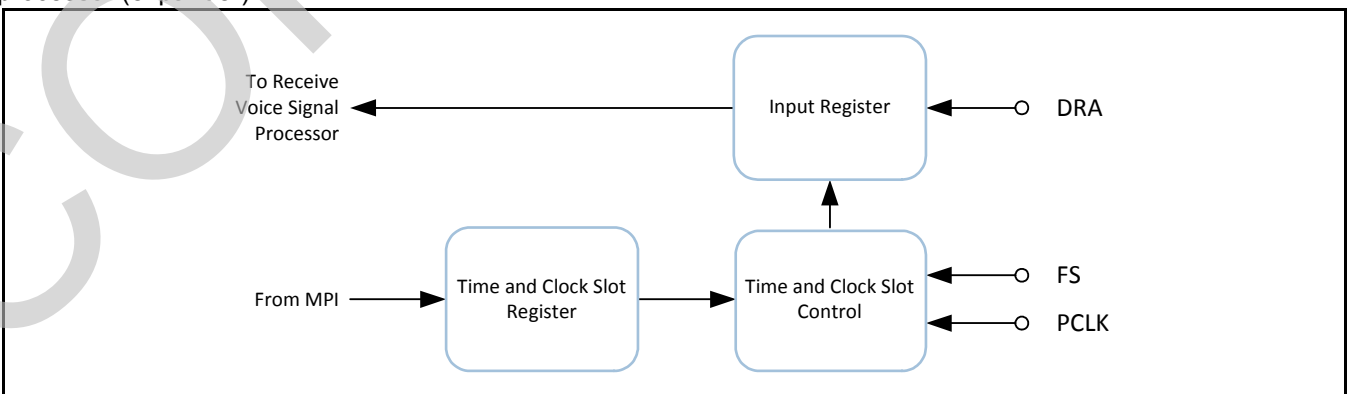 To Receive
Voice Signal
Processor
Input Register
DRA
From MPI
Time and Clock Slot
Register
Time and Clock Slot
Control
FS
PCLK